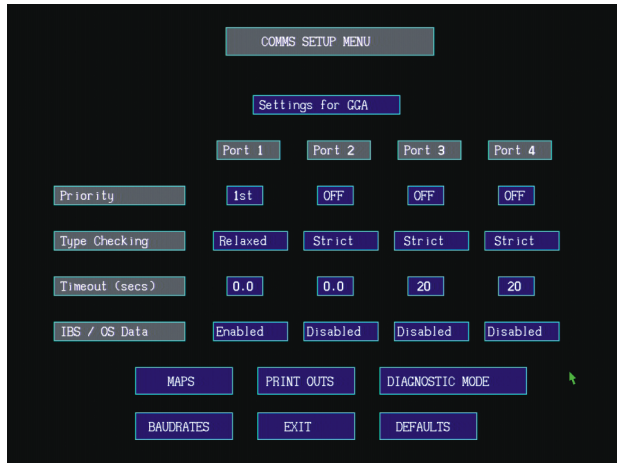 COMMS SETUP MENU
Settings for GGA
Port 1 Port 2 Port 3 Port 4
Priority 1st OFF OFF OFF
Type Checking Relaxed Strict Strict Strict
Timeout (secs) 0.0 0.0 20 20
IBS / OS Data Enabled Disabled Disabled Disabled
MAPS PRINT OUTS DIAGNOSTIC MODE
BAUDRATES EXIT DEFAULTS